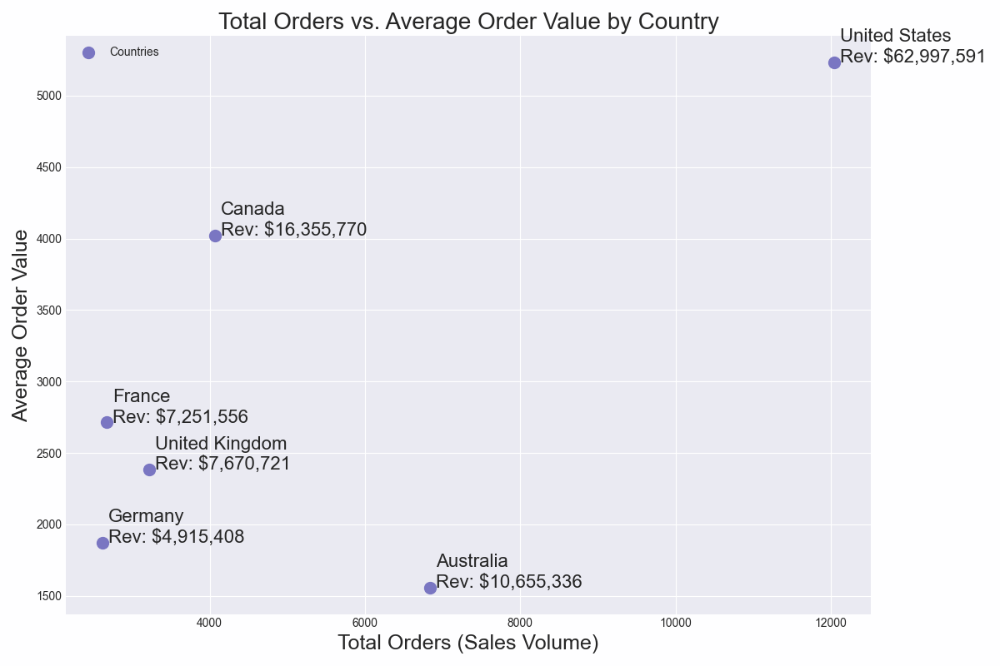 Total Orders vs. Average Order Value by Country
Countries
United States
Rev: $62,997,591
Canada
Rev: $16,355,770
France
Rev: $7,251,556
United Kingdom
Rev: $7,670,721
Germany
Rev: $4,915,408
Australia
Rev: $10,655,336
Average Order Value
5000
4500
4000
3500
3000
2500
2000
1500
4000
6000
8000
10000
12000
Total Orders (Sales Volume)